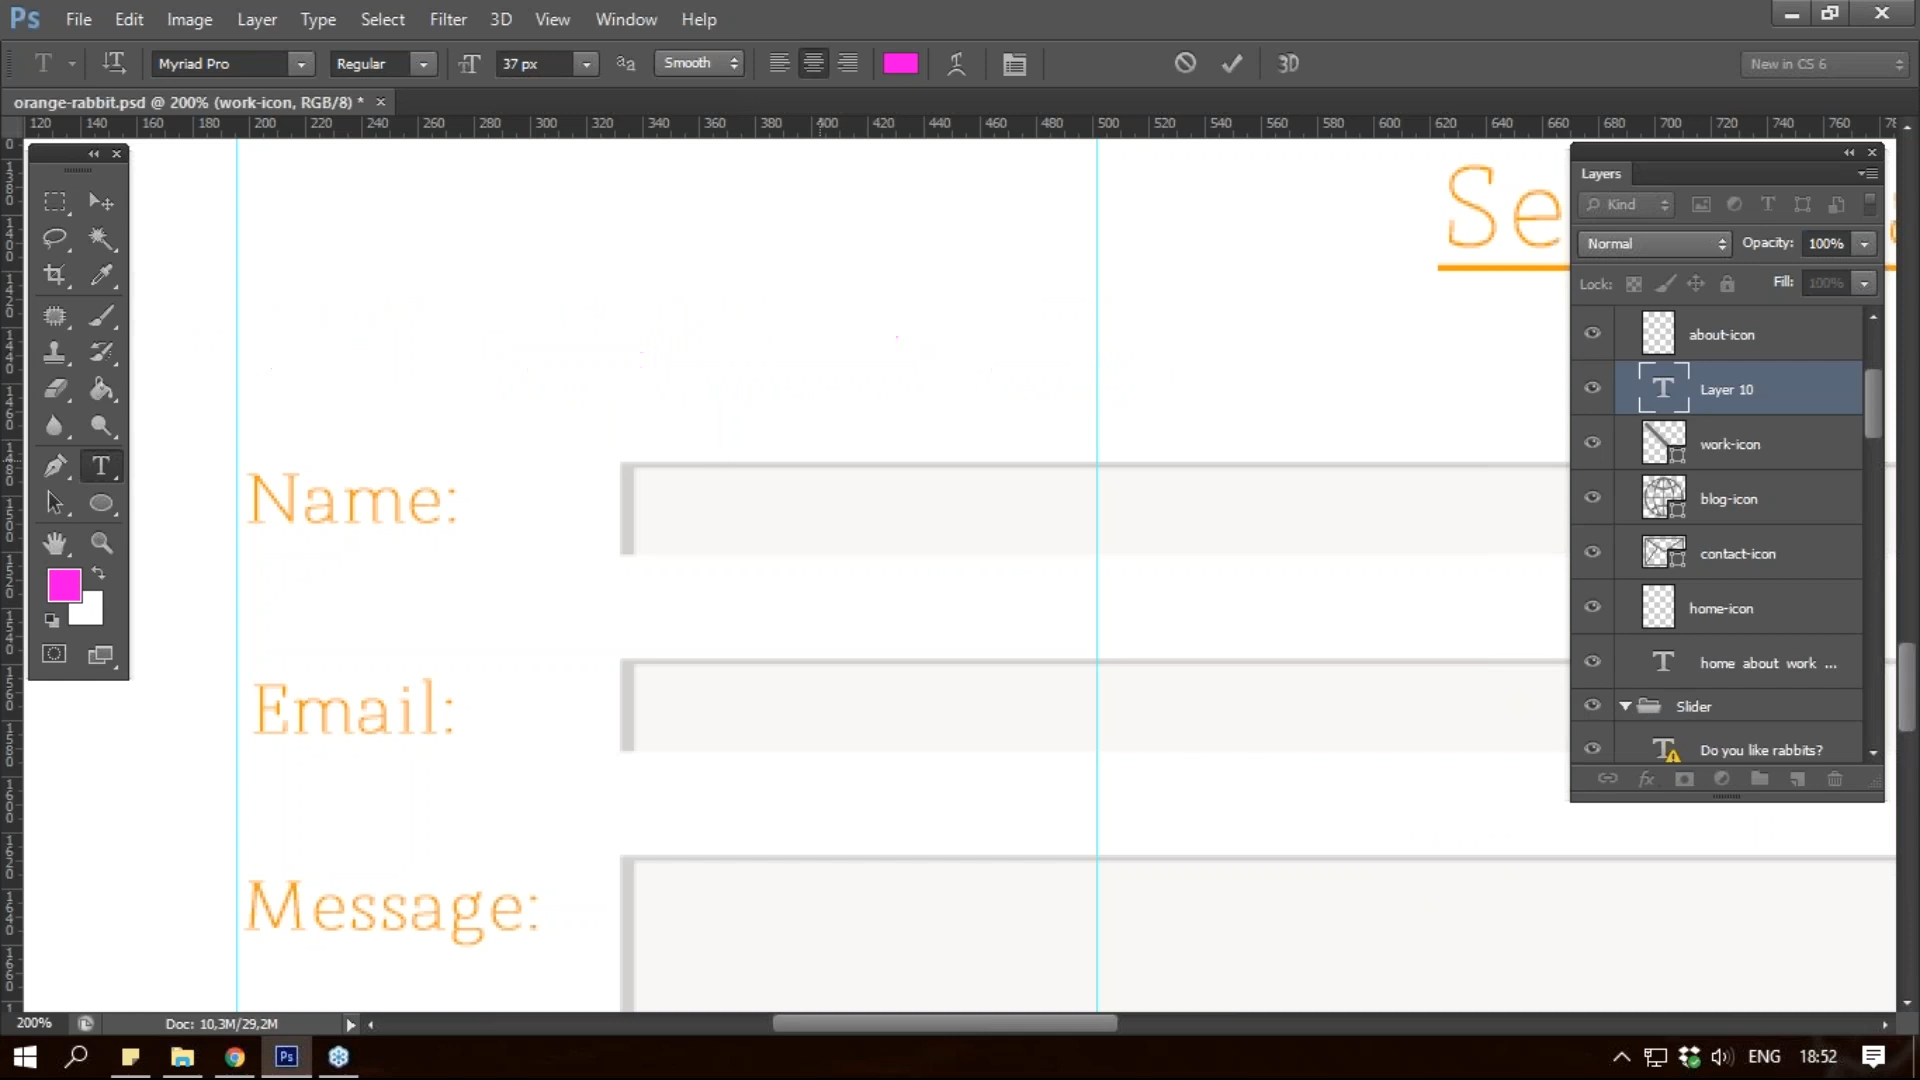 Ps File Edit Image Layer Type Select Filter 3D View Window Help
T Myriad Pro Regular 37 px Smooth 3D New in CS 6
orange-rabbit.psd @ 200% (work-icon, RGB/8) *
120 140 160 180 200 220 240 260 280 300 320 340 360 380 400 420 440 460 480 500 520 540 560 580 600 620 640 660 680 700 720 740 760
Layers
Kind
Normal Opacity: 100%
Lock: Fill: 100%
about-icon
Layer 10
work-icon
blog-icon
contact-icon
home-icon
home about work ...
Slider
Do you like rabbits?
Se
Name:
Email:
Message:
200% Doc: 10,3M/29,2M
Ps ENG 18:52